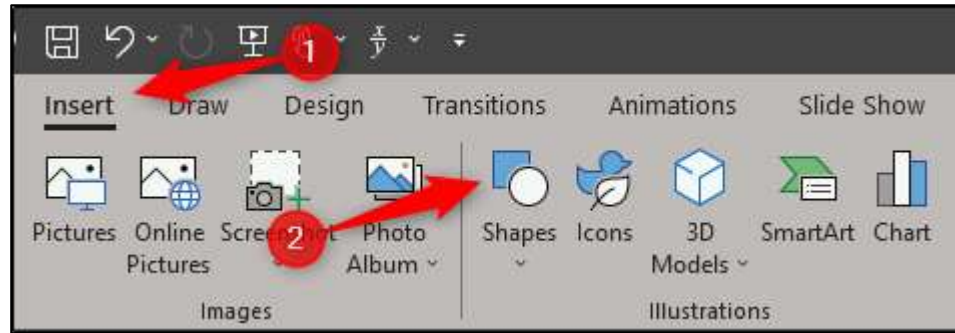 x
y
1
Insert Draw Design Transitions Animations Slide Show
2
Pictures Online Pictures Screenshot Photo Album Shapes Icons 3D Models SmartArt Chart
Images Illustrations